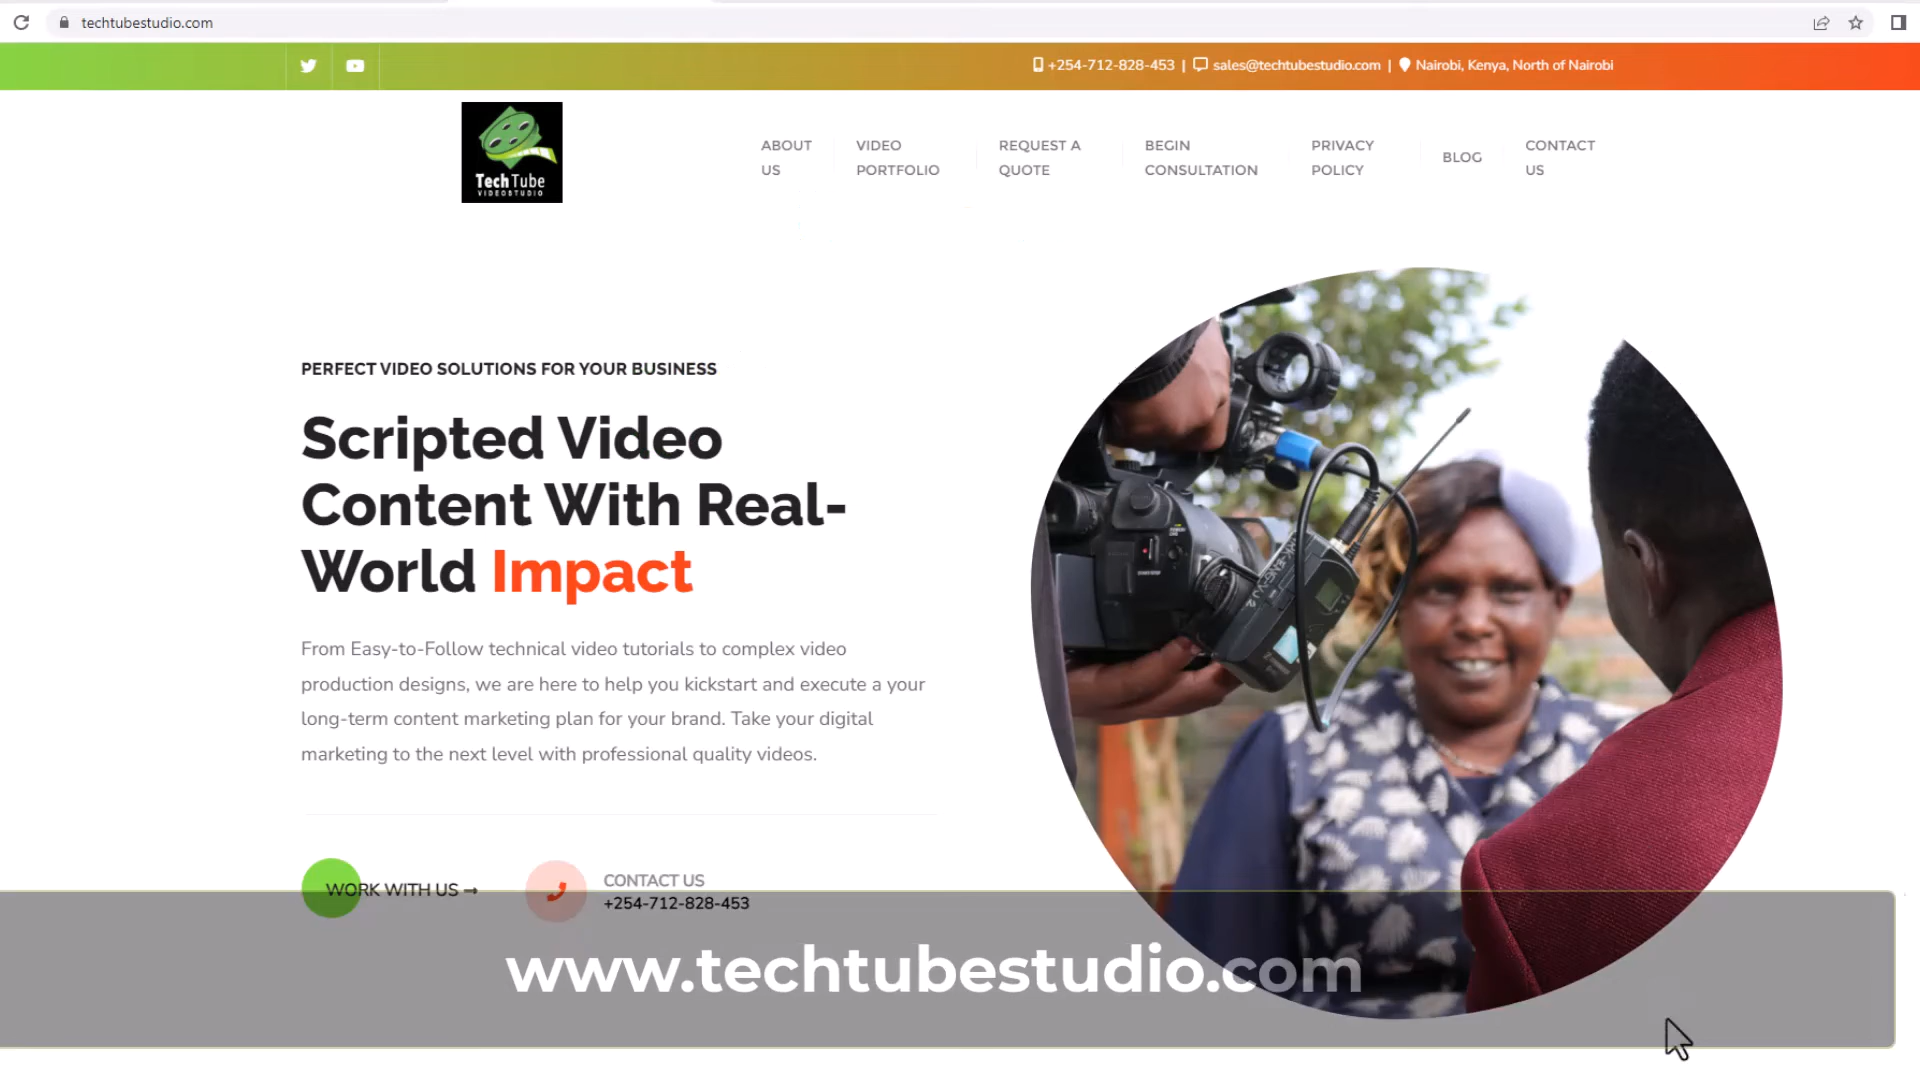 techtubestudio.com
+254-712-828-453 | sales@techtubestudio.com | Nairobi, Kenya, North of Nairobi
TechTube
VIDEOSTUDIO
ABOUT US
VIDEO PORTFOLIO
REQUEST A QUOTE
BEGIN CONSULTATION
PRIVACY POLICY
BLOG
CONTACT US
PERFECT VIDEO SOLUTIONS FOR YOUR BUSINESS
Scripted Video
Content With Real-
World Impact
From Easy-to-Follow technical video tutorials to complex video
production designs, we are here to help you kickstart and execute a your
long-term content marketing plan for your brand. Take your digital
marketing to the next level with professional quality videos.
WORK WITH US →
CONTACT US
+254-712-828-453
www.techtubestudio.com